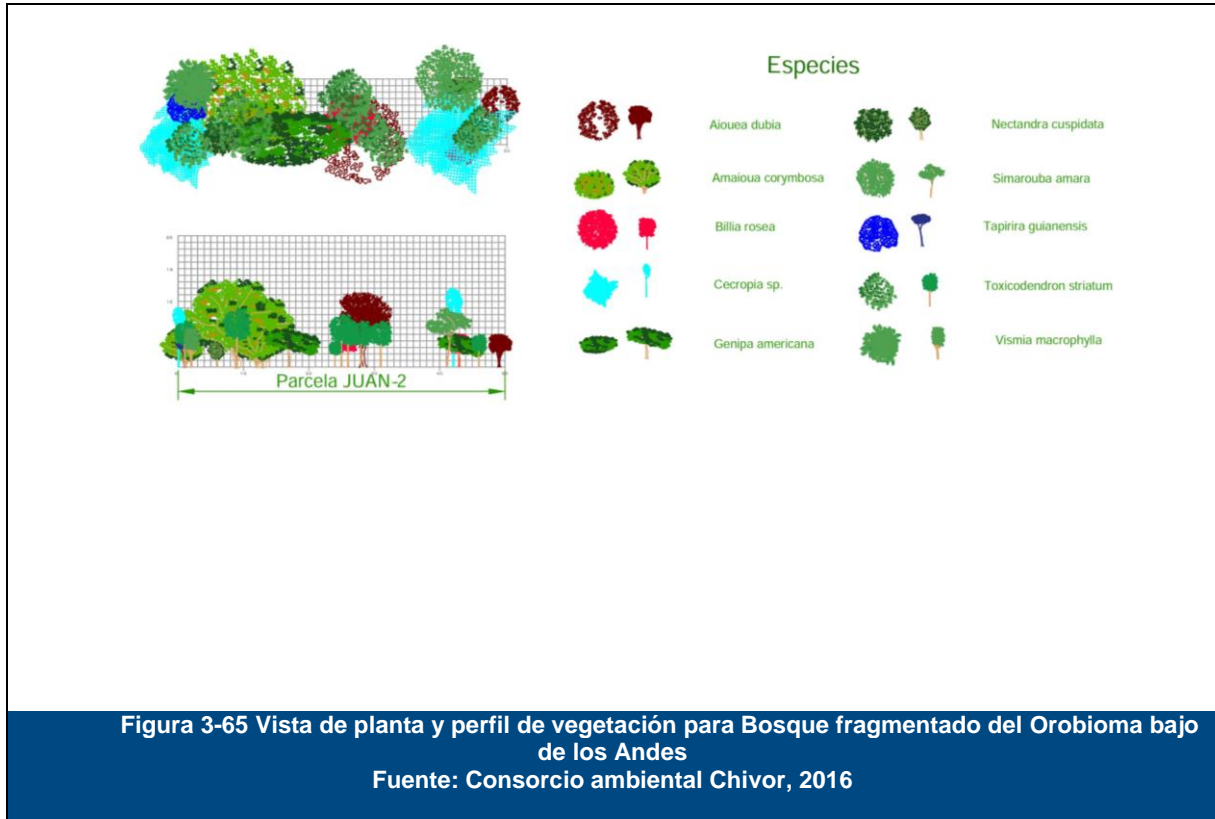 Especies
Aiouea dubia
Nectandra cuspidata
Amaioua corymbosa
Simarouba amara
Billia rosea
Tapirira guianensis
Cecropia sp.
Toxicodendron striatum
Genipa americana
Vismia macrophylla
Parcela JUAN-2
Figura 3-65 Vista de planta y perfil de vegetación para Bosque fragmentado del Orobioma bajo
de los Andes
Fuente: Consorcio ambiental Chivor, 2016